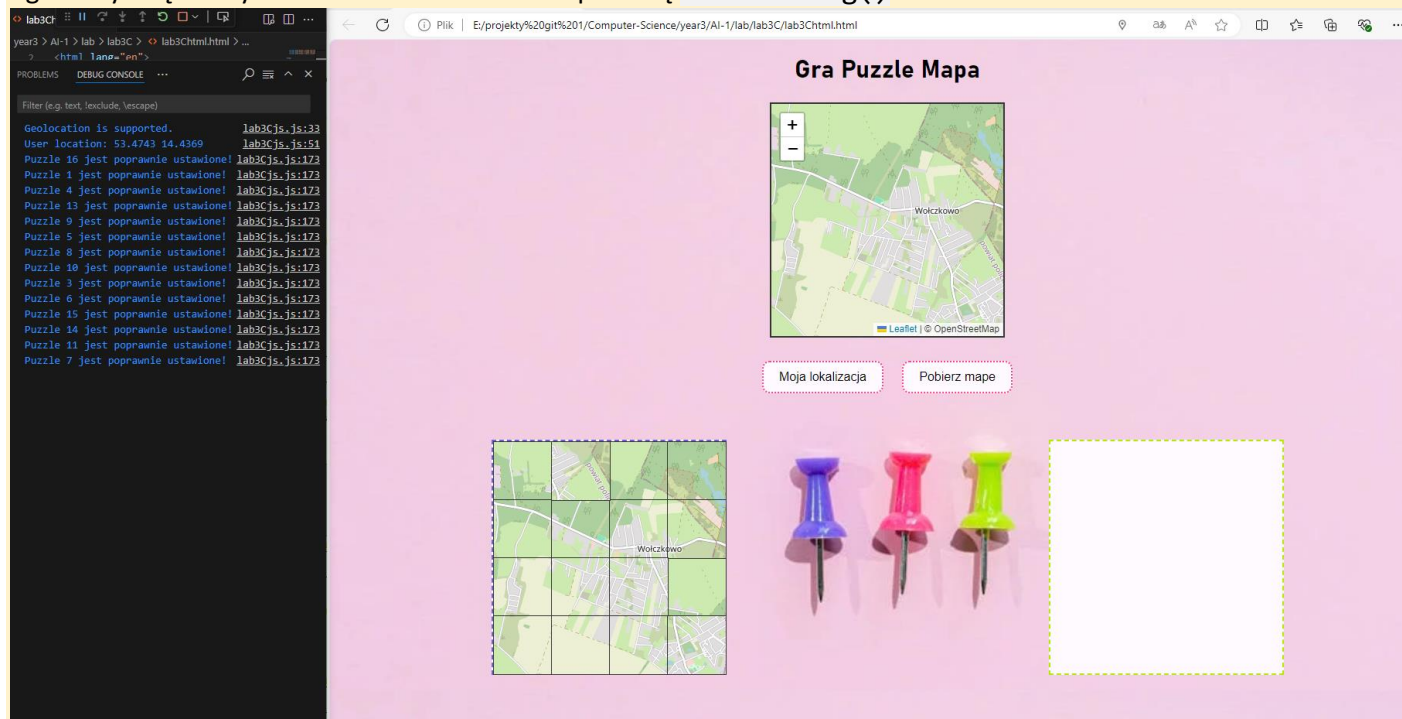 lab3Ch
year3 > AI-1 > lab > lab3C > lab3Chtml.html > ...
2 <html lang="en">
PROBLEMS DEBUG CONSOLE ...
Filter (e.g. text, !exclude, \escape)
Geolocation is supported. lab3Cjs.js:33
User location: 53.4743 14.4369 lab3Cjs.js:51
Puzzle 16 jest poprawnie ustawione! lab3Cjs.js:173
Puzzle 1 jest poprawnie ustawione! lab3Cjs.js:173
Puzzle 4 jest poprawnie ustawione! lab3Cjs.js:173
Puzzle 13 jest poprawnie ustawione! lab3Cjs.js:173
Puzzle 9 jest poprawnie ustawione! lab3Cjs.js:173
Puzzle 5 jest poprawnie ustawione! lab3Cjs.js:173
Puzzle 8 jest poprawnie ustawione! lab3Cjs.js:173
Puzzle 10 jest poprawnie ustawione! lab3Cjs.js:173
Puzzle 3 jest poprawnie ustawione! lab3Cjs.js:173
Puzzle 6 jest poprawnie ustawione! lab3Cjs.js:173
Puzzle 15 jest poprawnie ustawione! lab3Cjs.js:173
Puzzle 14 jest poprawnie ustawione! lab3Cjs.js:173
Puzzle 11 jest poprawnie ustawione! lab3Cjs.js:173
Puzzle 7 jest poprawnie ustawione! lab3Cjs.js:173
Plik E:/projekty%20git%201/Computer-Science/year3/AI-1/lab/lab3C/lab3Chtml.html
Gra Puzzle Mapa
+
−
Wołczkowo
powiat poli
Leaflet | © OpenStreetMap
Moja lokalizacja Pobierz mape
powiat pol
Wołczkowo